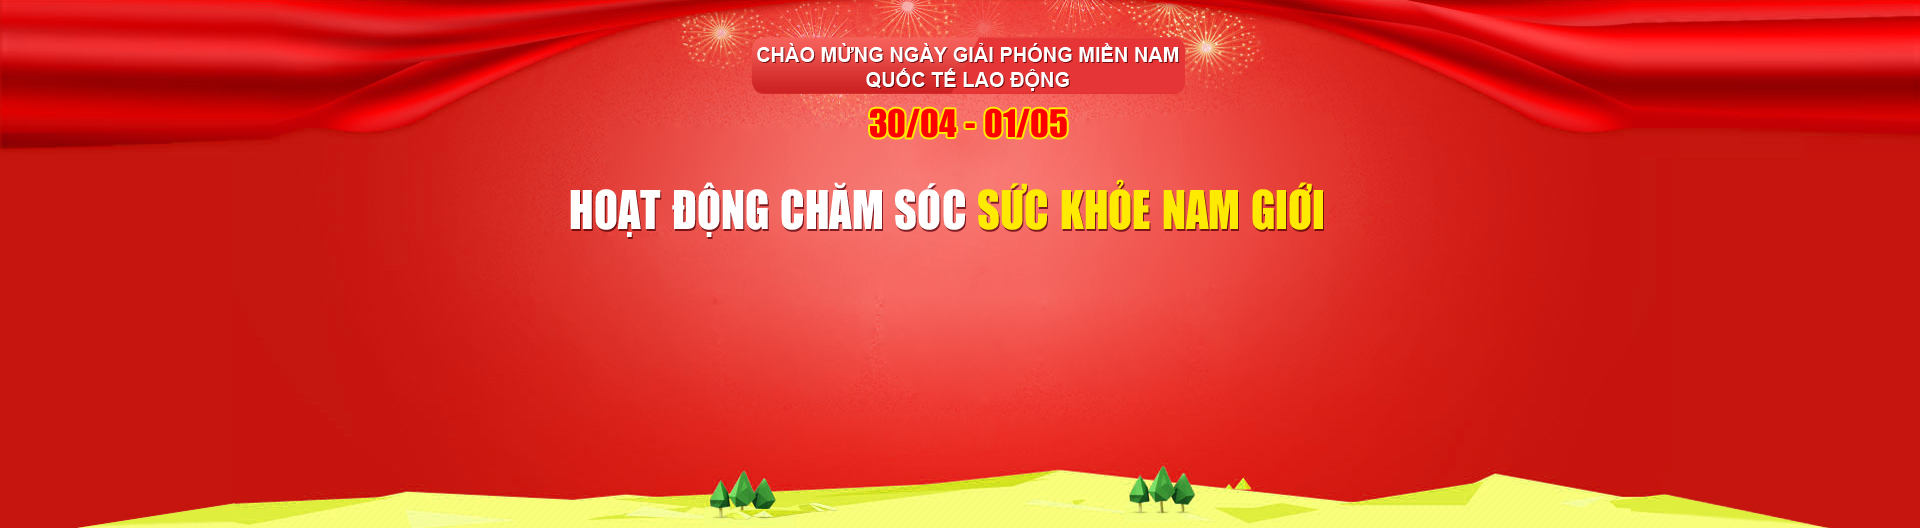 CHÀO MỪNG NGÀY GIẢI PHÓNG MIỀN NAM
QUỐC TẾ LAO ĐỘNG
30/04 - 01/05
HOẠT ĐỘNG CHĂM SÓC SỨC KHỎE NAM GIỚI